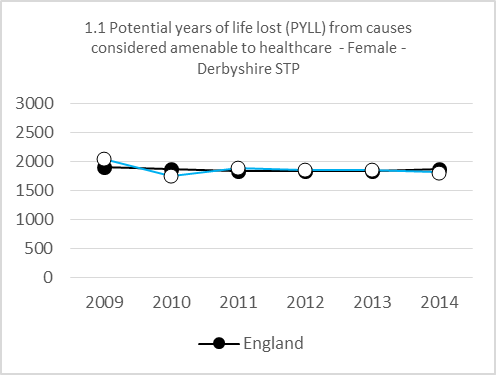 1.1 Potential years of life lost (PYLL) from causes
considered amenable to healthcare - Female -
Derbyshire STP
3000
2500
2000
1500
1000
500
0
2009 2010 2011 2012 2013 2014
England